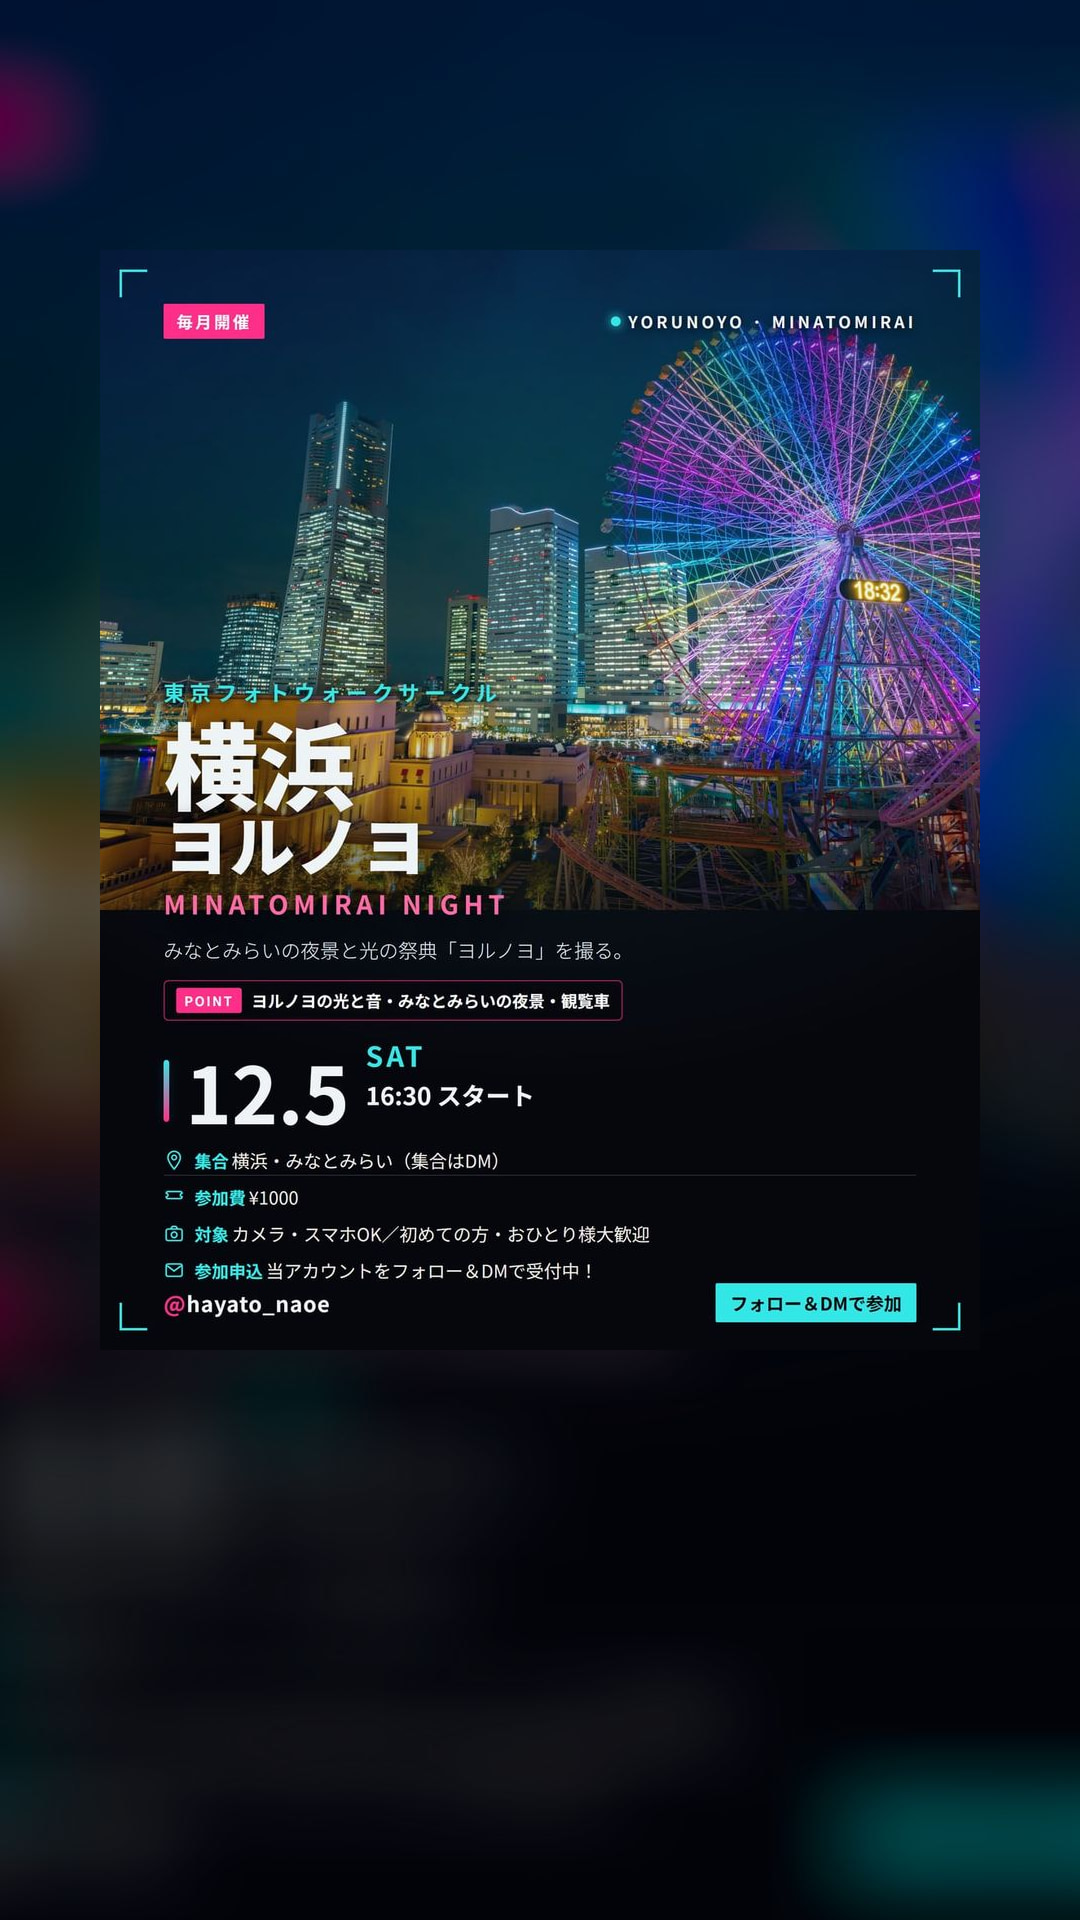 毎月開催
YORUNOYO · MINATOMIRAI
18:32
東京フォトウォークサークル
横浜
ヨルノヨ
MINATOMIRAI NIGHT
みなとみらいの夜景と光の祭典「ヨルノヨ」を撮る。
POINT ヨルノヨの光と音・みなとみらいの夜景・観覧車
12.5 SAT
16:30 スタート
集合 横浜・みなとみらい（集合はDM）
参加費 ¥1000
対象 カメラ・スマホOK／初めての方・おひとり様大歓迎
参加申込 当アカウントをフォロー＆DMで受付中！
@hayato_naoe
フォロー＆DMで参加